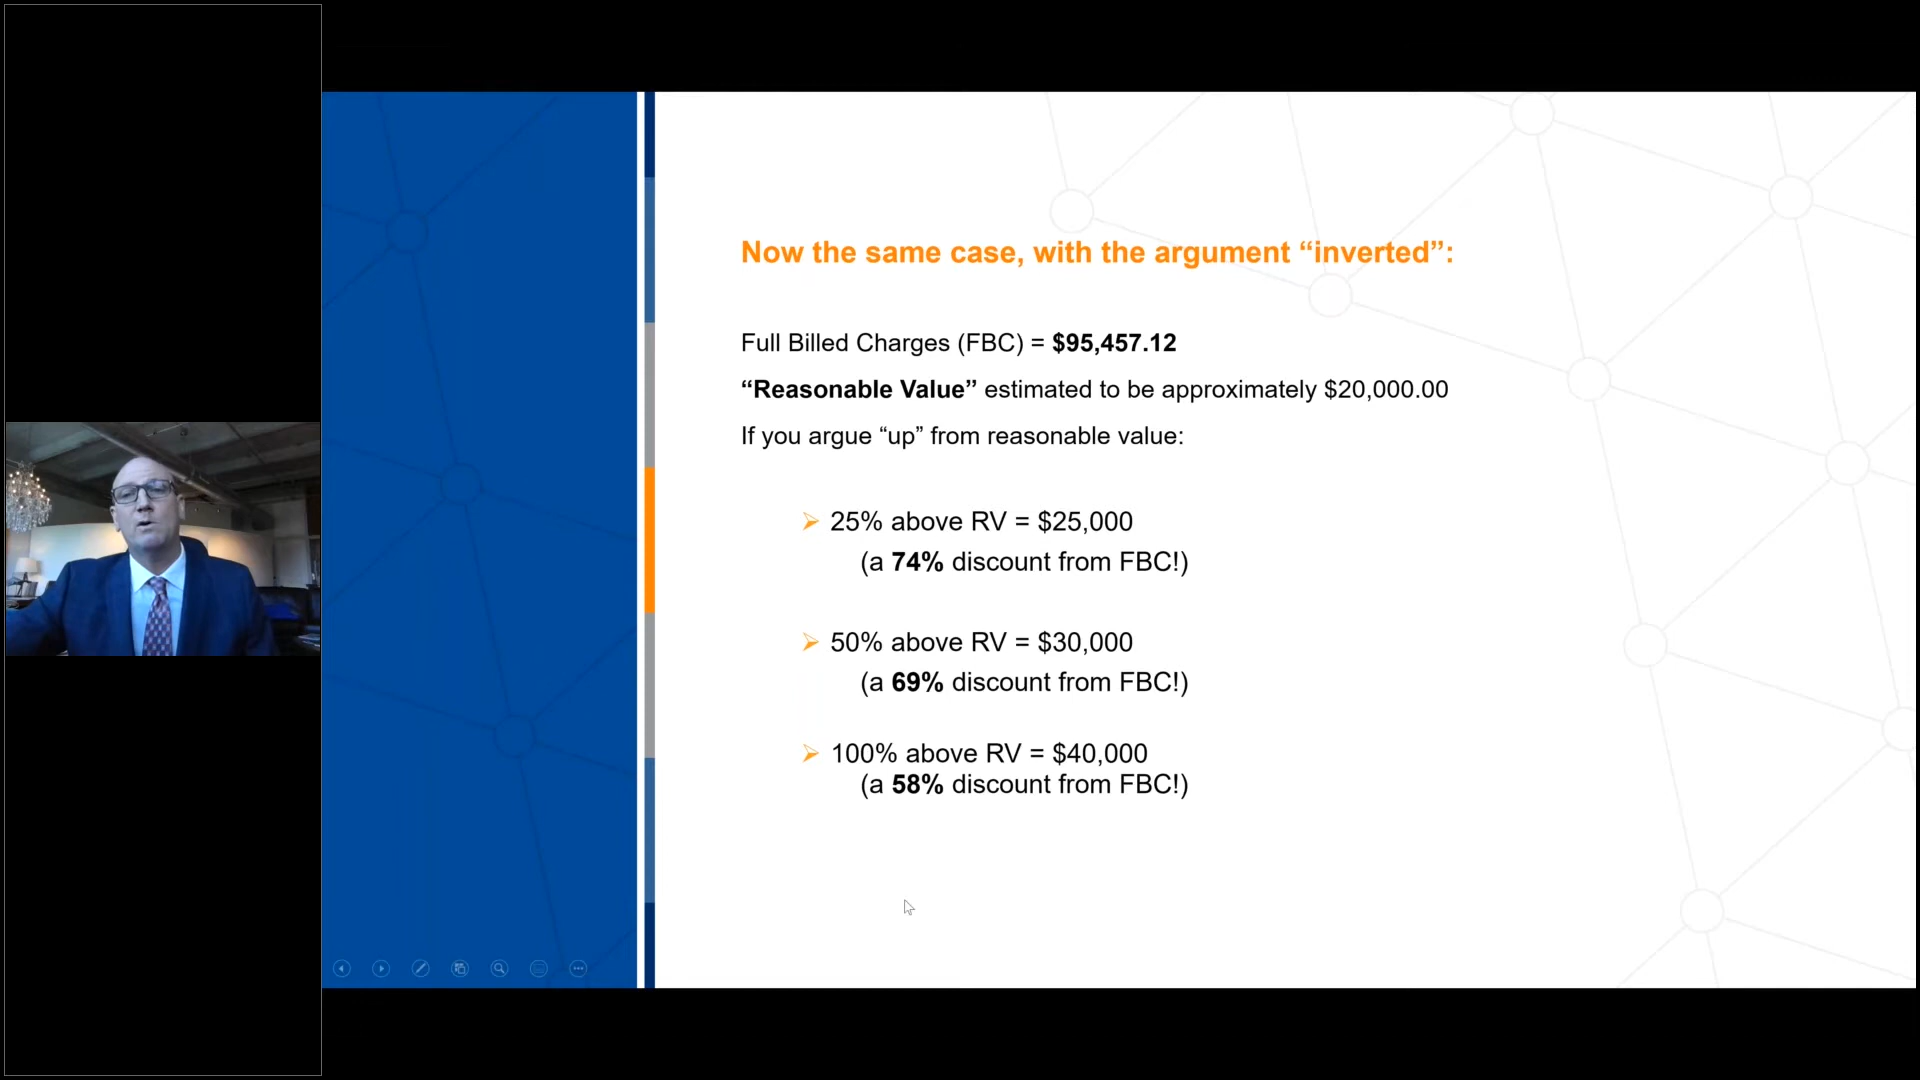 Now the same case, with the argument “inverted”:
Full Billed Charges (FBC) = $95,457.12
“Reasonable Value” estimated to be approximately $20,000.00
If you argue “up” from reasonable value:
25% above RV = $25,000
(a 74% discount from FBC!)
50% above RV = $30,000
(a 69% discount from FBC!)
100% above RV = $40,000
(a 58% discount from FBC!)